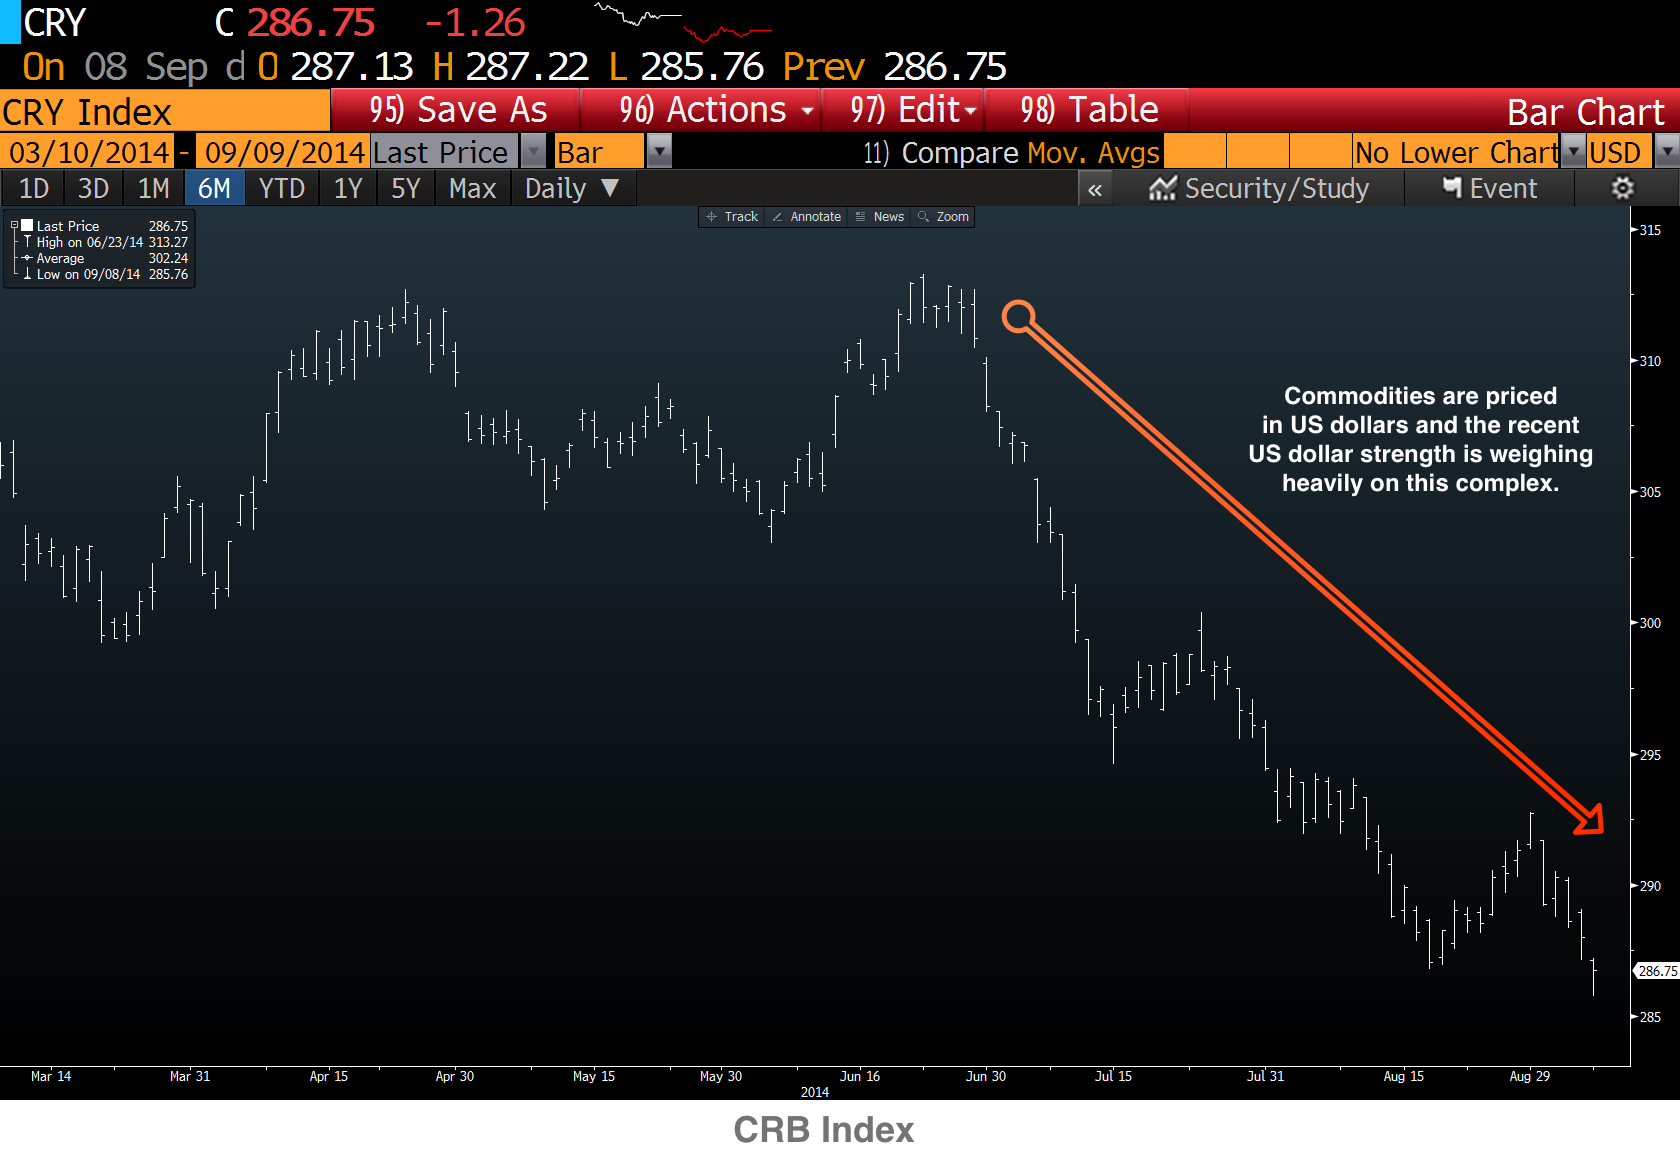 CRY C 286.75 -1.26
On 08 Sep d O 287.13 H 287.22 L 285.76 Prev 286.75
CRY Index 95) Save As 96) Actions 97) Edit 98) Table Bar Chart
03/10/2014 - 09/09/2014 Last Price Bar 11) Compare Mov. Avgs No Lower Chart USD
1D 3D 1M 6M YTD 1Y 5Y Max Daily ▼ « Security/Study Event
Track Annotate News Zoom
Last Price 286.75
High on 06/23/14 313.27
Average 302.24
Low on 09/08/14 285.76
315
310
Commodities are priced
in US dollars and the recent
US dollar strength is weighing
heavily on this complex.
305
300
295
290
286.75
285
Mar 14 Mar 31 Apr 15 Apr 30 May 15 May 30 Jun 16 Jun 30 Jul 15 Jul 31 Aug 15 Aug 29
2014
CRB Index